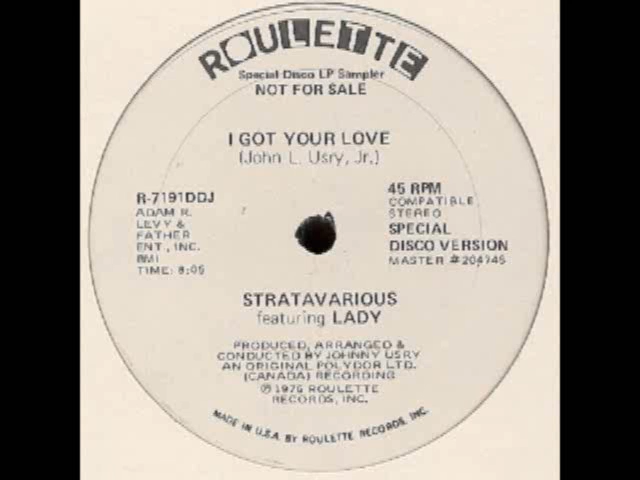 ROULETTE
Special Disco LP Sampler
NOT FOR SALE
I GOT YOUR LOVE
(John L. Usry, Jr.)
R-7191DDJ
ADAM R.
LEVY &
FATHER
ENT., INC.
BMI
TIME: 8:05
45 RPM
COMPATIBLE
STEREO
SPECIAL
DISCO VERSION
MASTER #204745
STRATAVARIOUS
featuring LADY
PRODUCED, ARRANGED &
CONDUCTED BY JOHNNY USRY
AN ORIGINAL POLYDOR LTD.
(CANADA) RECORDING
℗ 1976 ROULETTE
RECORDS, INC.
MADE IN U.S.A. BY ROULETTE RECORDS, INC.